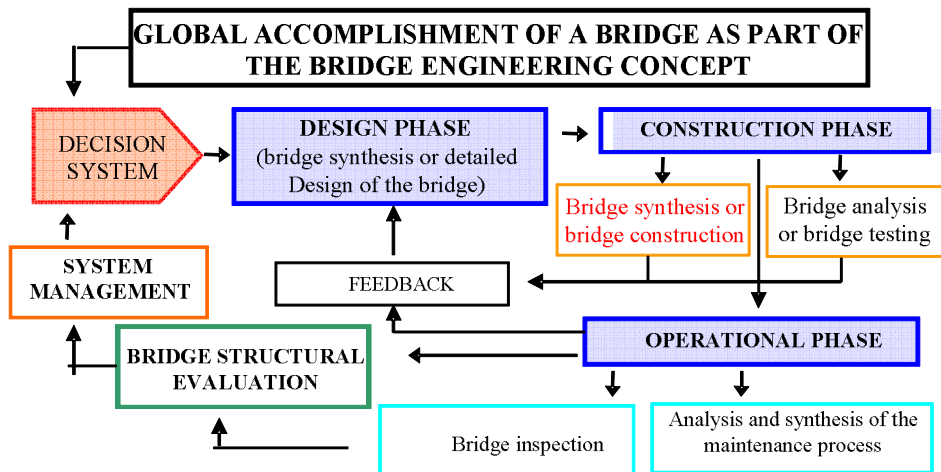 GLOBAL ACCOMPLISHMENT OF A BRIDGE AS PART OF
THE BRIDGE ENGINEERING CONCEPT
DECISION
SYSTEM
DESIGN PHASE
(bridge synthesis or detailed
Design of the bridge)
CONSTRUCTION PHASE
Bridge synthesis or
bridge construction
Bridge analysis
or bridge testing
SYSTEM
MANAGEMENT
FEEDBACK
BRIDGE STRUCTURAL
EVALUATION
OPERATIONAL PHASE
Bridge inspection
Analysis and synthesis of the
maintenance process